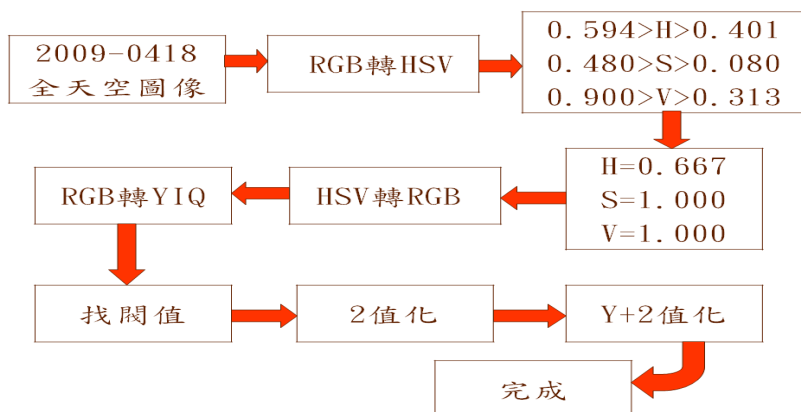 2009-0418
全天空圖像
RGB轉HSV
0.594>H>0.401
0.480>S>0.080
0.900>V>0.313
H=0.667
S=1.000
V=1.000
HSV轉RGB
RGB轉YIQ
找閥值
2值化
Y+2值化
完成